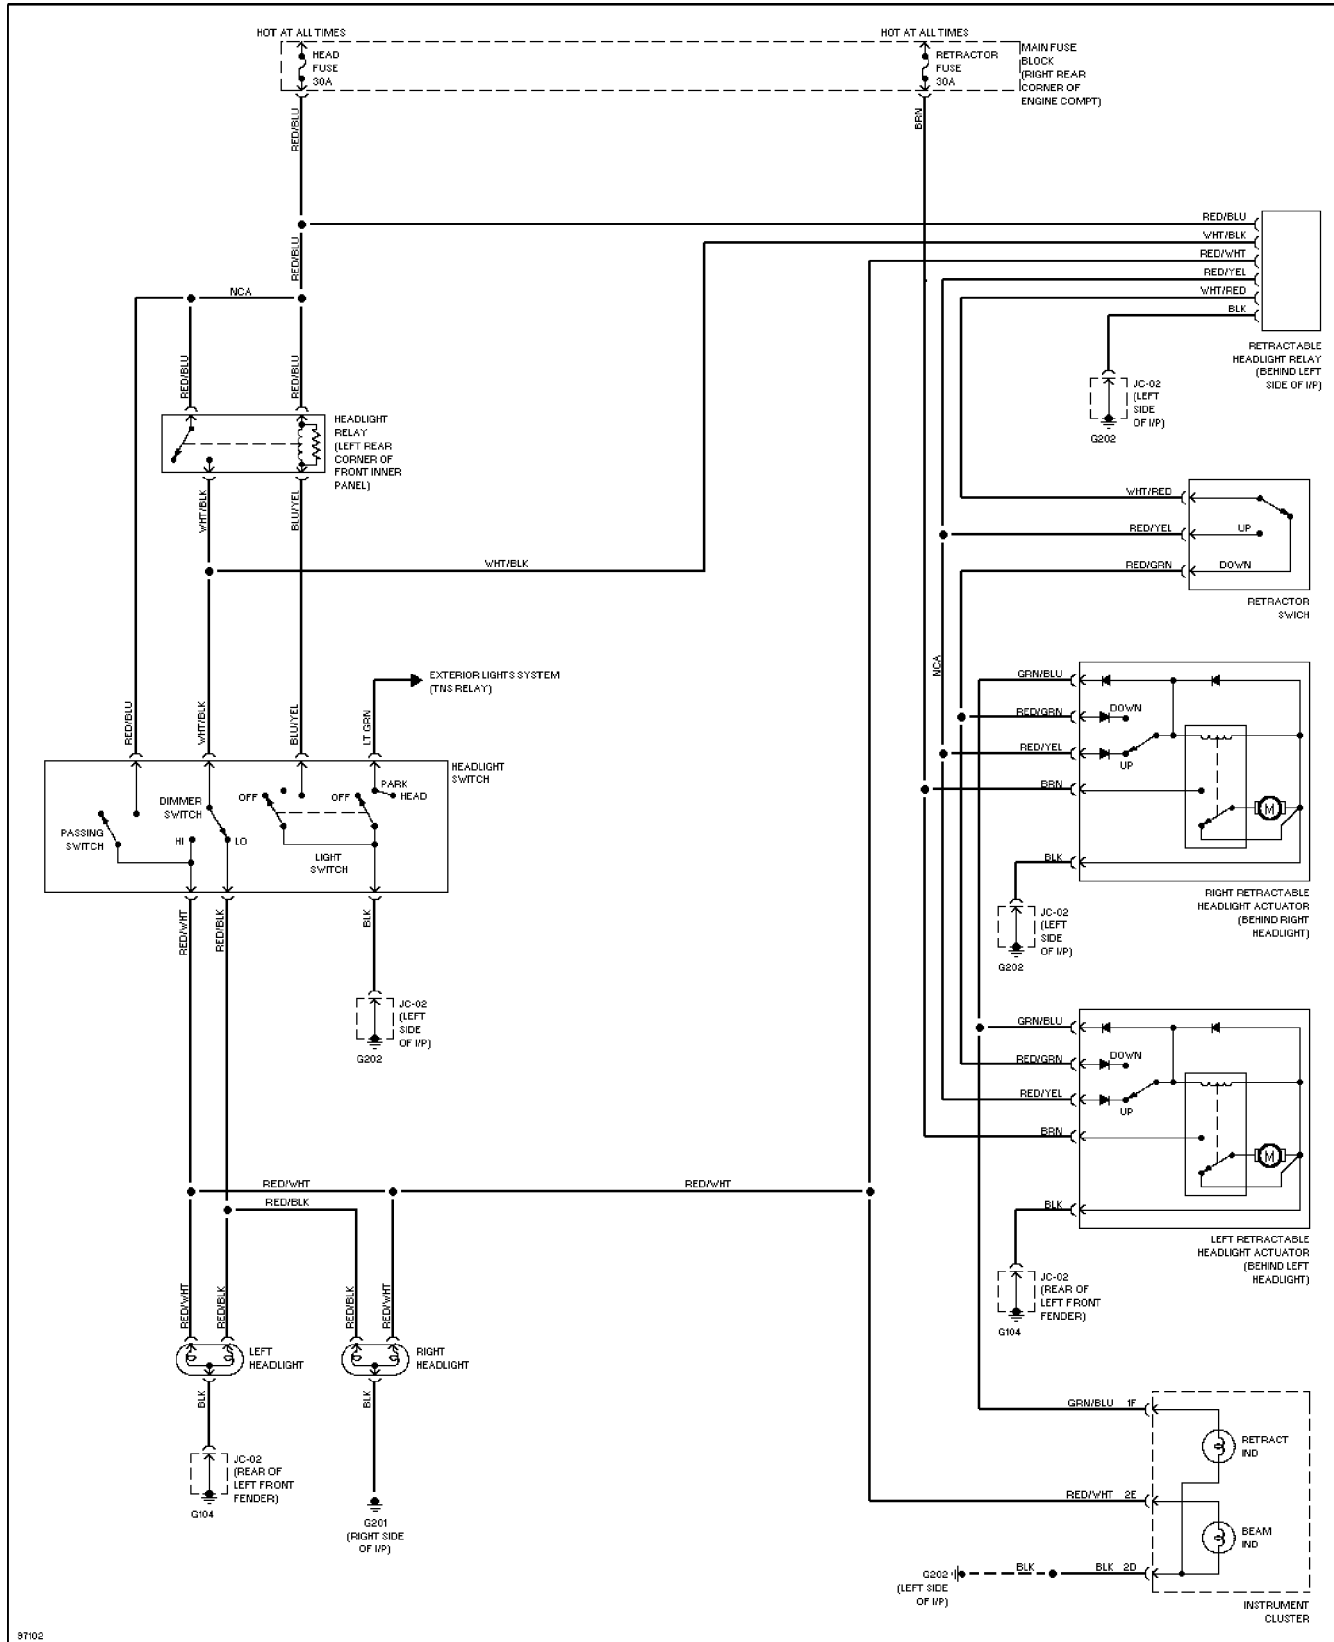 HOT AT ALL TIMES
HEAD
FUSE
30A
HOT AT ALL TIMES
RETRACTOR
FUSE
30A
MAIN FUSE
BLOCK
(RIGHT REAR
CORNER OF
ENGINE COMPT)
RED/BLU
BRN
RED/BLU
WHT/BLK
RED/WHT
RED/YEL
WHT/RED
BLK
RETRACTABLE
HEADLIGHT RELAY
(BEHIND LEFT
SIDE OF I/P)
JC-02
(LEFT
SIDE
OF I/P)
G202
RED/BLU
NCA
RED/BLU
RED/BLU
HEADLIGHT
RELAY
(LEFT REAR
CORNER OF
FRONT INNER
PANEL)
WHT/BLK
BLU/YEL
WHT/BLK
WHT/RED
RED/YEL
UP
RED/GRN
DOWN
RETRACTOR
SWICH
EXTERIOR LIGHTS SYSTEM
(TNS RELAY)
RED/BLU
WHT/BLK
BLU/YEL
LT GRN
HEADLIGHT
SWITCH
PASSING
SWITCH
DIMMER
SWITCH
HI
LO
OFF
OFF
PARK
HEAD
LIGHT
SWITCH
NCA
GRN/BLU
RED/GRN
DOWN
RED/YEL
UP
BRN
M
BLK
RIGHT RETRACTABLE
HEADLIGHT ACTUATOR
(BEHIND RIGHT
HEADLIGHT)
JC-02
(LEFT
SIDE
OF I/P)
G202
RED/WHT
RED/BLK
BLK
JC-02
(LEFT
SIDE
OF I/P)
G202
GRN/BLU
RED/GRN
DOWN
RED/YEL
UP
BRN
M
BLK
LEFT RETRACTABLE
HEADLIGHT ACTUATOR
(BEHIND LEFT
HEADLIGHT)
JC-02
(REAR OF
LEFT FRONT
FENDER)
G104
RED/WHT
RED/BLK
RED/WHT
RED/WHT
RED/BLK
RED/BLK
RED/WHT
LEFT
HEADLIGHT
RIGHT
HEADLIGHT
BLK
BLK
JC-02
(REAR OF
LEFT FRONT
FENDER)
G104
G201
(RIGHT SIDE
OF I/P)
GRN/BLU 1F
RETRACT
IND
RED/WHT 2E
BEAM
IND
G202
(LEFT SIDE
OF I/P)
BLK
BLK 2D
INSTRUMENT
CLUSTER
97102